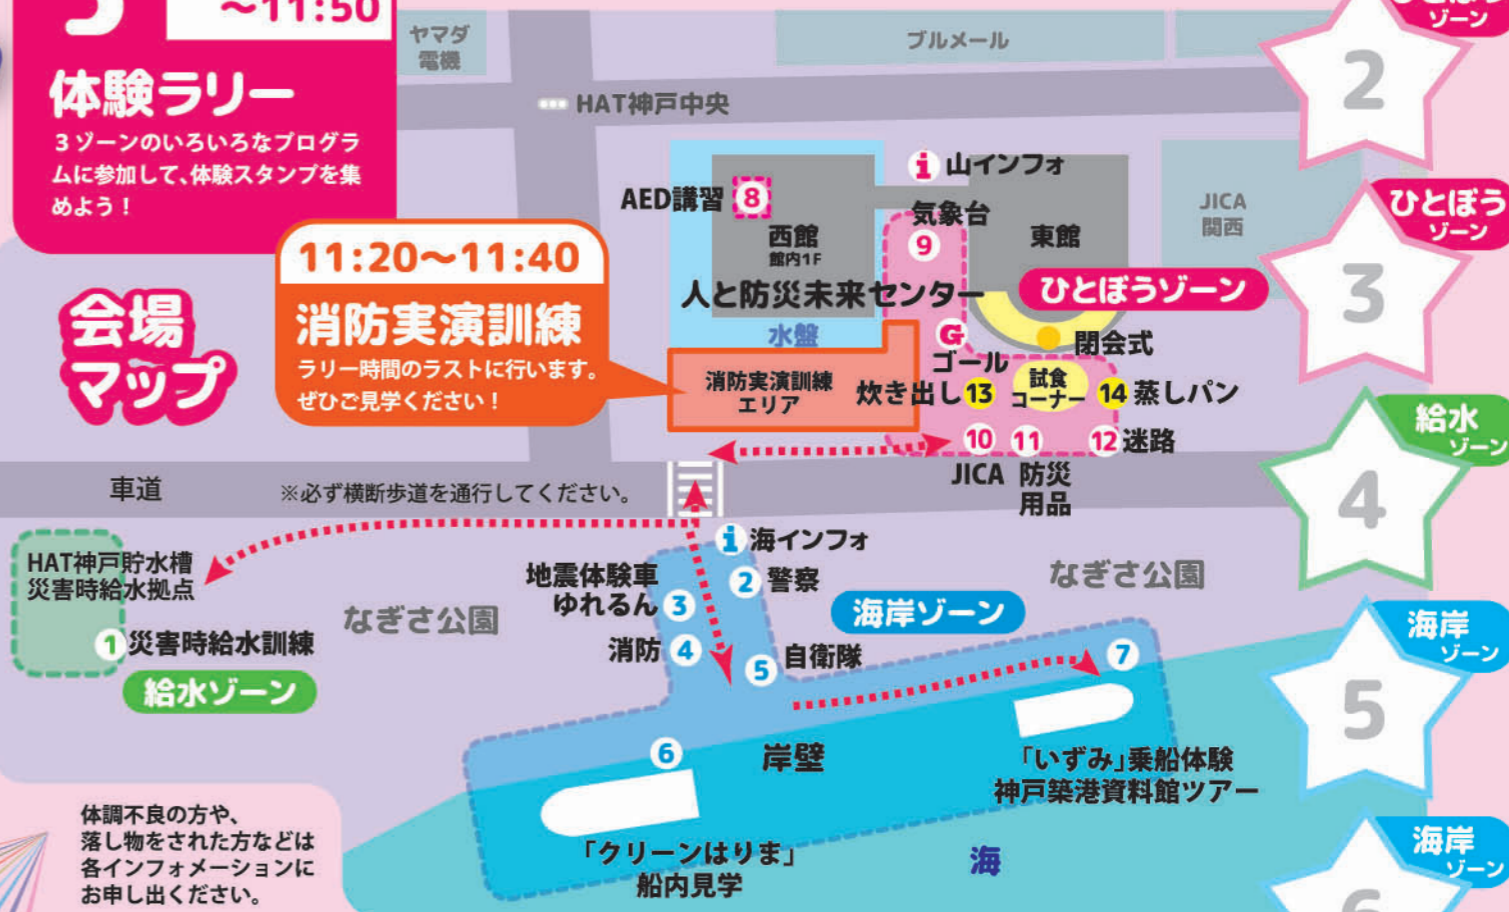 ～11:50
体験ラリー
3ゾーンのいろいろなプログラ
ムに参加して、体験スタンプを集
めよう！
会場
マップ
11:20～11:40
消防実演訓練
ラリー時間のラストに行います。
ぜひご見学ください！
ヤマダ
電機
ブルメール
HAT神戸中央
AED講習 8
西館
館内1F
i 山インフォ
気象台
9
東館
JICA
関西
人と防災未来センター
ひとぼうゾーン
水盤
G
ゴール
閉会式
消防実演訓練
エリア
炊き出し 13
試食
コーナー
14 蒸しパン
10
JICA
11
防災
用品
12 迷路
車道
※必ず横断歩道を通行してください。
HAT神戸貯水槽
災害時給水拠点
1 災害時給水訓練
給水ゾーン
なぎさ公園
i 海インフォ
2 警察
地震体験車
ゆれるん 3
消防 4
5 自衛隊
海岸ゾーン
なぎさ公園
7
6
岸壁
「いずみ」乗船体験
神戸築港資料館ツアー
「クリーンはりま」
船内見学
海
体調不良の方や、
落し物をされた方などは
各インフォメーションに
お申し出ください。
ゾーン
2
ひとぼう
ゾーン
3
給水
ゾーン
4
海岸
ゾーン
5
海岸
ゾーン